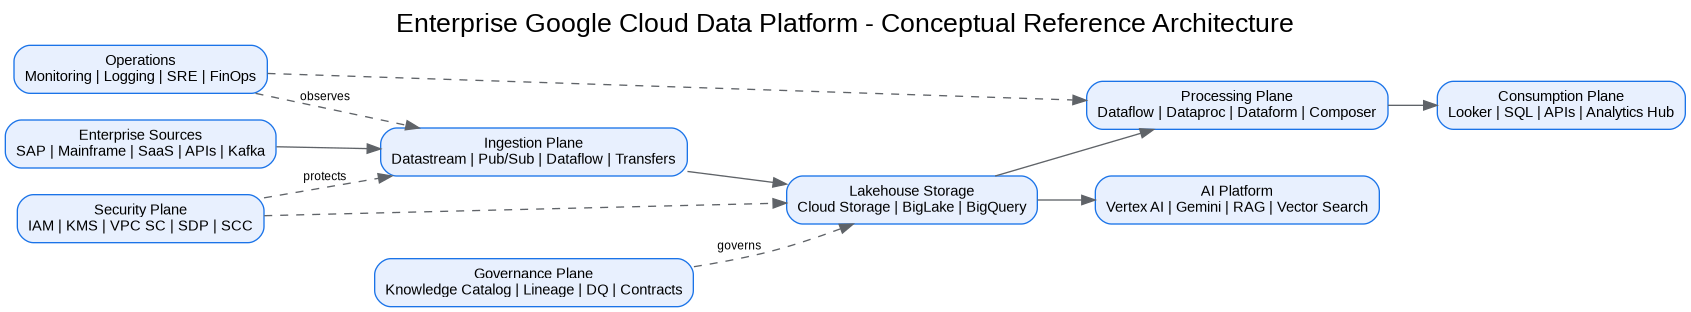 Enterprise Google Cloud Data Platform - Conceptual Reference Architecture
Operations
Monitoring | Logging | SRE | FinOps
observes
Enterprise Sources
SAP | Mainframe | SaaS | APIs | Kafka
protects
Security Plane
IAM | KMS | VPC SC | SDP | SCC
Ingestion Plane
Datastream | Pub/Sub | Dataflow | Transfers
governs
Governance Plane
Knowledge Catalog | Lineage | DQ | Contracts
Lakehouse Storage
Cloud Storage | BigLake | BigQuery
Processing Plane
Dataflow | Dataproc | Dataform | Composer
AI Platform
Vertex AI | Gemini | RAG | Vector Search
Consumption Plane
Looker | SQL | APIs | Analytics Hub